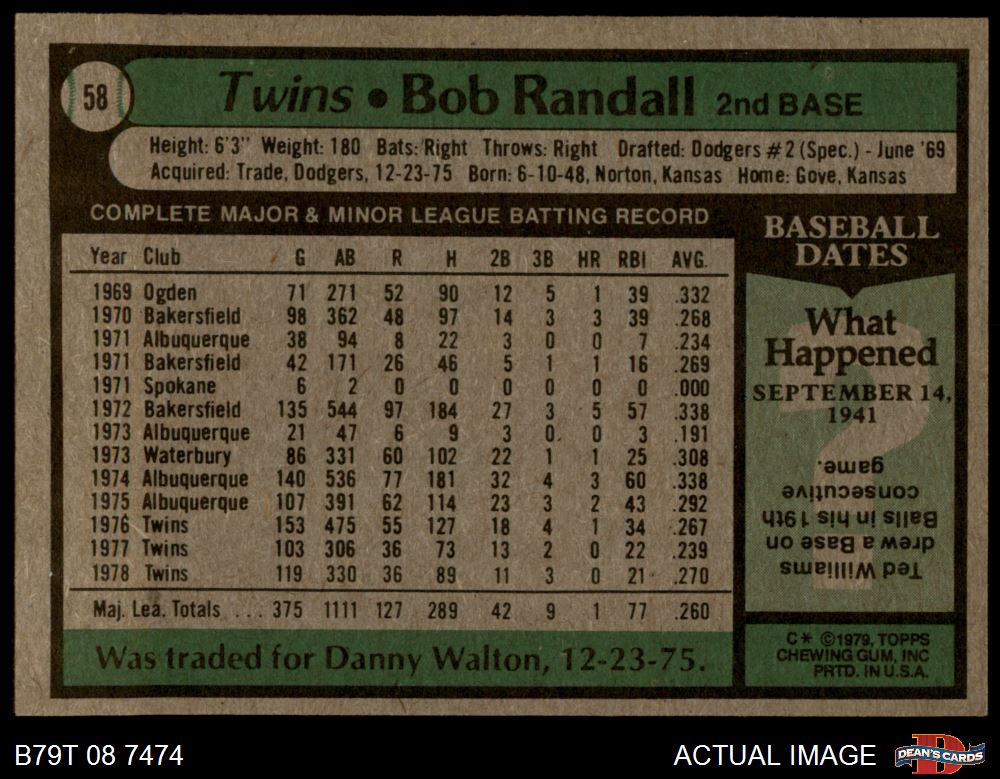 58
Twins • Bob Randall 2nd BASE
Height: 6'3" Weight: 180 Bats: Right Throws: Right Drafted: Dodgers #2 (Spec.) - June '69
Acquired: Trade, Dodgers, 12-23-75 Born: 6-10-48, Norton, Kansas Home: Gove, Kansas
COMPLETE MAJOR & MINOR LEAGUE BATTING RECORD
Year Club G AB R H 2B 3B HR RBI AVG.
1969 Ogden 71 271 52 90 12 5 1 39 .332
1970 Bakersfield 98 362 48 97 14 3 3 39 .268
1971 Albuquerque 38 94 8 22 3 0 0 7 .234
1971 Bakersfield 42 171 26 46 5 1 1 16 .269
1971 Spokane 6 2 0 0 0 0 0 0 .000
1972 Bakersfield 135 544 97 184 27 3 5 57 .338
1973 Albuquerque 21 47 6 9 3 0 0 3 .191
1973 Waterbury 86 331 60 102 22 1 1 25 .308
1974 Albuquerque 140 536 77 181 32 4 3 60 .338
1975 Albuquerque 107 391 62 114 23 3 2 43 .292
1976 Twins 153 475 55 127 18 4 1 34 .267
1977 Twins 103 306 36 73 13 2 0 22 .239
1978 Twins 119 330 36 89 11 3 0 21 .270
Maj. Lea. Totals ... 375 1111 127 289 42 9 1 77 .260
Was traded for Danny Walton, 12-23-75.
BASEBALL
DATES
What
Happened
SEPTEMBER 14,
1941
?
Ted Williams
drew a Base on
Balls in his 19th
consecutive
game.
C* ©1979, TOPPS
CHEWING GUM, INC
PRTD. IN U.S.A.
B79T 08 7474
ACTUAL IMAGE
D
DEAN'S CARDS